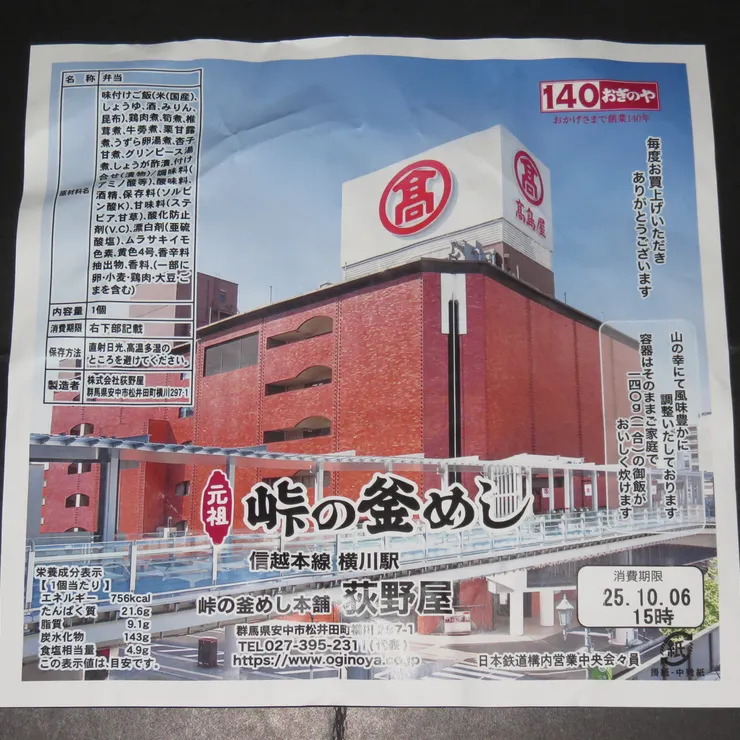 名称 弁当
原材料名
味付けご飯(米(国産)、
しょうゆ、酒、みりん、
昆布)、鶏肉煮、筍煮、椎
茸煮、牛蒡煮、栗甘露
煮、うずら卵湯煮、杏子
甘煮、グリンピース湯
煮、しょうが酢漬、付け
合せ(漬物)/調味料(
アミノ酸等)、酸味料、
酒精、保存料(ソルビ
ン酸K)、甘味料(ステ
ビア、甘草)、酸化防止
剤(V.C)、漂白剤(亜硫
酸塩)、ムラサキイモ
色素、黄色4号、香辛料
抽出物、香料、(一部に
卵・小麦・鶏肉・大豆・ご
まを含む)
内容量 1個
消費期限 右下部記載
保存方法 直射日光、高温多湿の
ところを避けてください。
製造者 株式会社荻野屋
群馬県安中市松井田町横川297-1
140 おぎのや
おかげさまで創業140年
毎度お買上げいただき
ありがとうございます
髙
髙
髙島屋
山の幸にて風味豊かに
調整いたしております
容器はそのままご家庭で
一四〇g(一合)の御飯が
おいしく炊けます
元祖
峠の釜めし
信越本線 横川駅
峠の釜めし本舗 荻野屋
群馬県安中市松井田町横川297-1
TEL027-395-2311(代表)
https://www.oginoya.co.jp
栄養成分表示
【1個当たり】
エネルギー 756kcal
たんぱく質 21.6g
脂質 9.1g
炭水化物 143g
食塩相当量 4.9g
この表示値は、目安です。
消費期限
25.10.06
15時
日本鉄道構内営業中央会々員
紙
掛紙・中敷紙